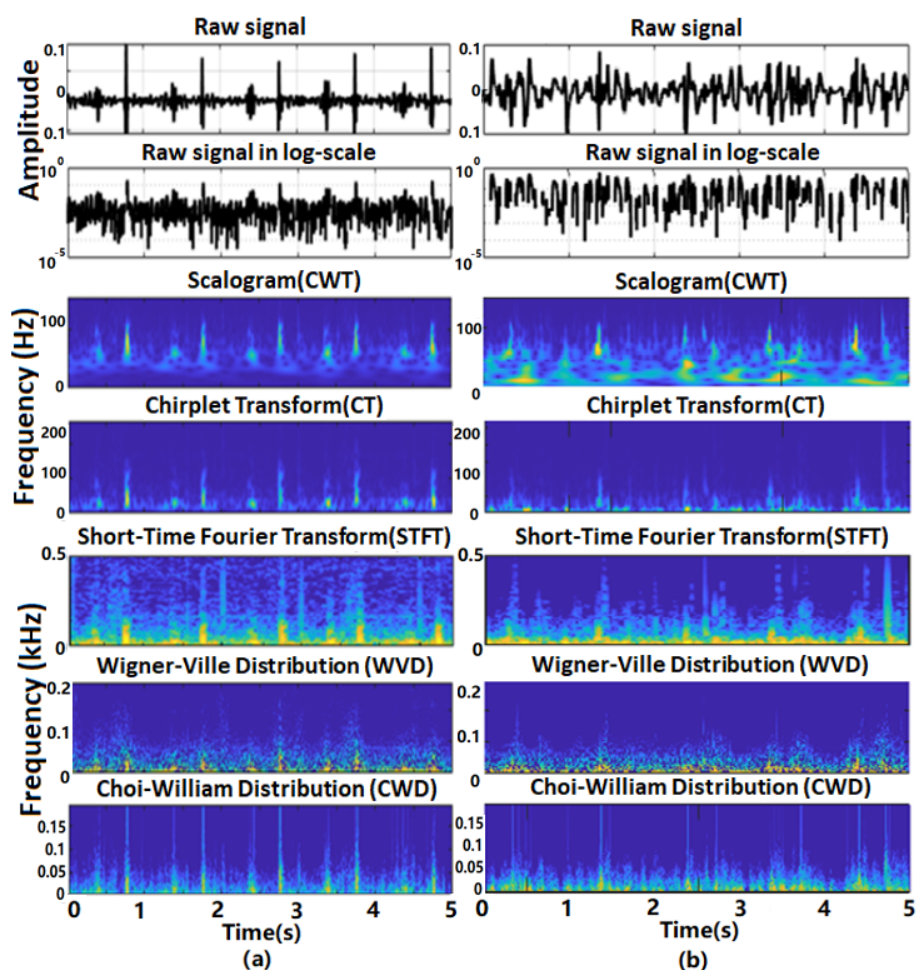 Raw signal
Raw signal
Amplitude
0.1
0
0.1
0.1
0
0.1
Raw signal in log-scale
Raw signal in log-scale
10^0
10^-5
10^0
10^-5
Scalogram(CWT)
Scalogram(CWT)
Frequency (Hz)
100
0
100
0
Chirplet Transform(CT)
Chirplet Transform(CT)
200
100
0
200
100
0
Short-Time Fourier Transform(STFT)
Short-Time Fourier Transform(STFT)
Frequency (kHz)
0.5
0
0.5
0
Wigner-Ville Distribution (WVD)
Wigner-Ville Distribution (WVD)
0.2
0.1
0
0.2
0.1
0
Choi-William Distribution (CWD)
Choi-William Distribution (CWD)
0.15
0.1
0.05
0
0.15
0.1
0.05
0
0 1 2 3 4 5
0 1 2 3 4 5
Time(s)
Time(s)
(a)
(b)